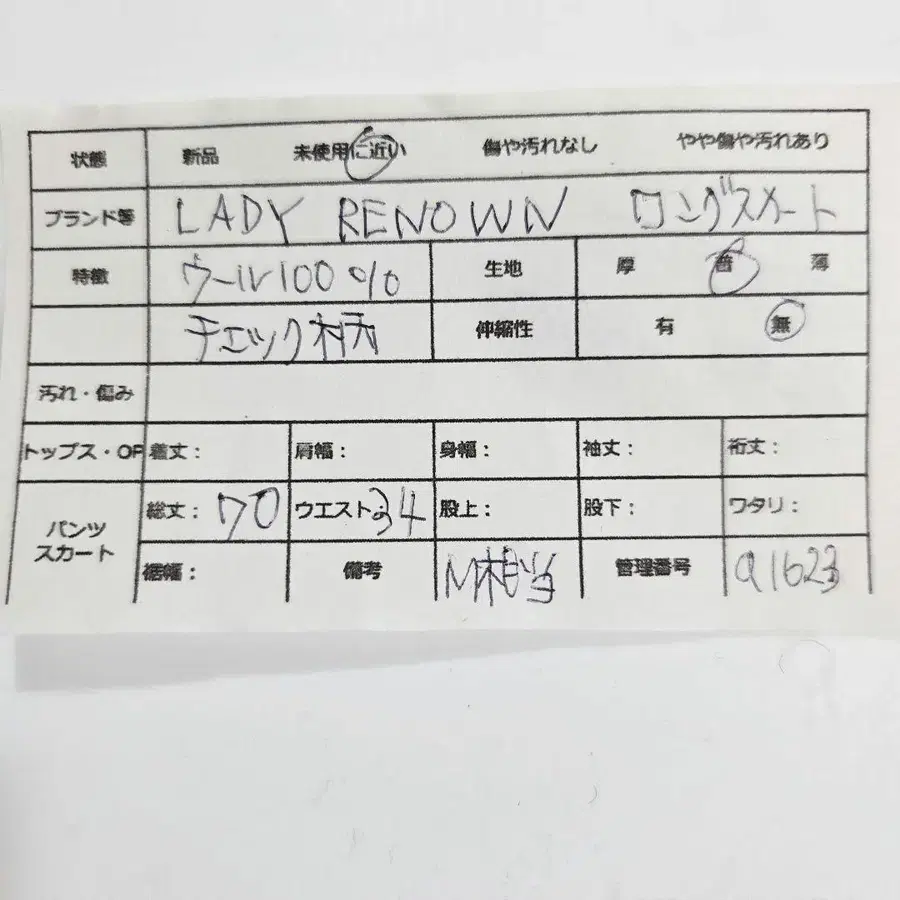 状態 新品 未使用に近い 傷や汚れなし やや傷や汚れあり
ブランド等 LADY RENOWN ロングスカート
特徴 ウール100% 生地 厚 普 薄
チェック柄 伸縮性 有 無
汚れ・傷み
トップス・OP 着丈： 肩幅： 身幅： 袖丈： 裄丈：
パンツ スカート 総丈：70 ウエスト：34 股上： 股下： ワタリ：
裾幅： 備考 M相当 管理番号 a1623